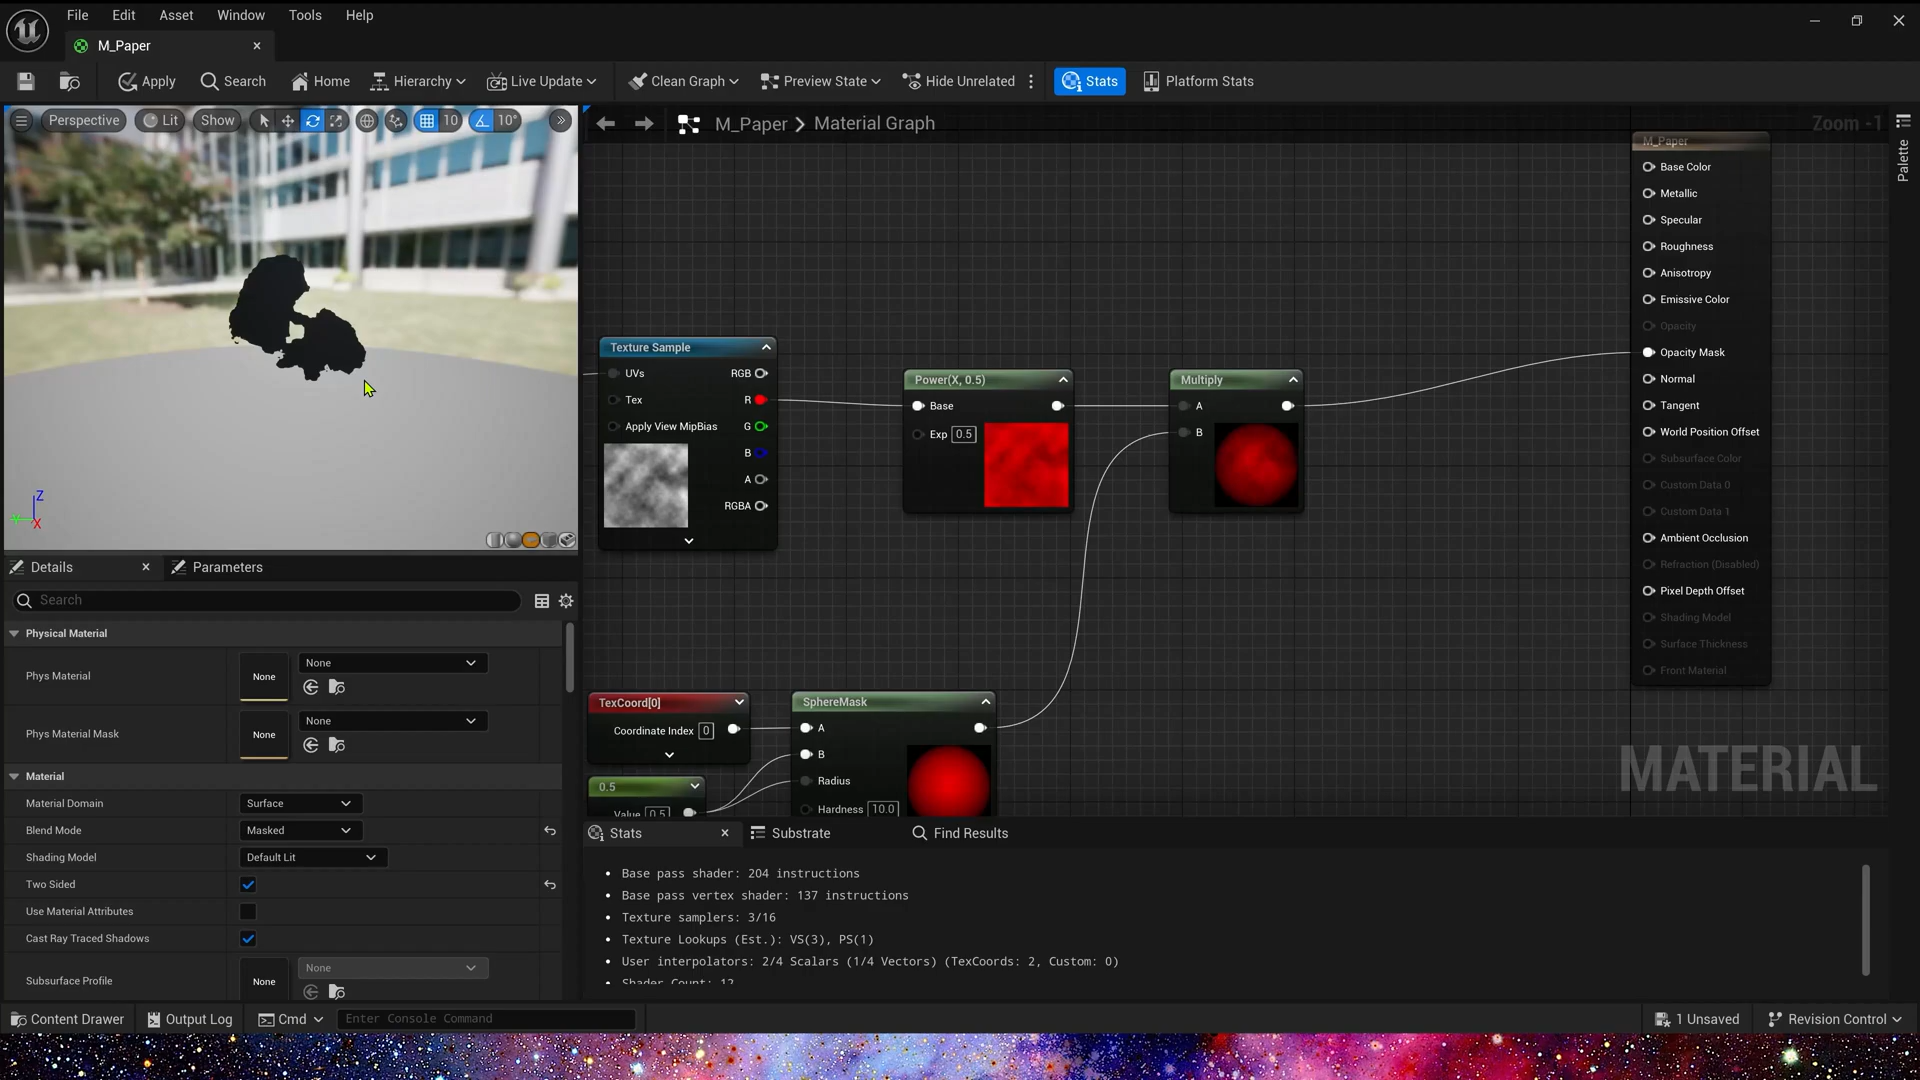 File Edit Asset Window Tools Help
M_Paper
Apply Search Home Hierarchy Live Update Clean Graph Preview State Hide Unrelated Stats Platform Stats
Perspective Lit Show 10 10°
M_Paper > Material Graph
Zoom -1
Palette
M_Paper
Base Color
Metallic
Specular
Roughness
Anisotropy
Emissive Color
Opacity
Opacity Mask
Normal
Tangent
World Position Offset
Subsurface Color
Custom Data 0
Custom Data 1
Ambient Occlusion
Refraction (Disabled)
Pixel Depth Offset
Shading Model
Surface Thickness
Front Material
Texture Sample
UVs RGB
Tex R
Apply View MipBias G
B
A
RGBA
Power(X, 0.5)
Base
Exp 0.5
Multiply
A
B
TexCoord[0]
Coordinate Index 0
0.5
Value 0.5
SphereMask
A
B
Radius
Hardness 10.0
MATERIAL
Z
X
Details Parameters
Search
Physical Material
Phys Material None None
Phys Material Mask None None
Material
Material Domain Surface
Blend Mode Masked
Shading Model Default Lit
Two Sided
Use Material Attributes
Cast Ray Traced Shadows
Subsurface Profile None None
Stats Substrate Find Results
• Base pass shader: 204 instructions
• Base pass vertex shader: 137 instructions
• Texture samplers: 3/16
• Texture Lookups (Est.): VS(3), PS(1)
• User interpolators: 2/4 Scalars (1/4 Vectors) (TexCoords: 2, Custom: 0)
• Shader Count: 12
Content Drawer Output Log Cmd Enter Console Command 1 Unsaved Revision Control